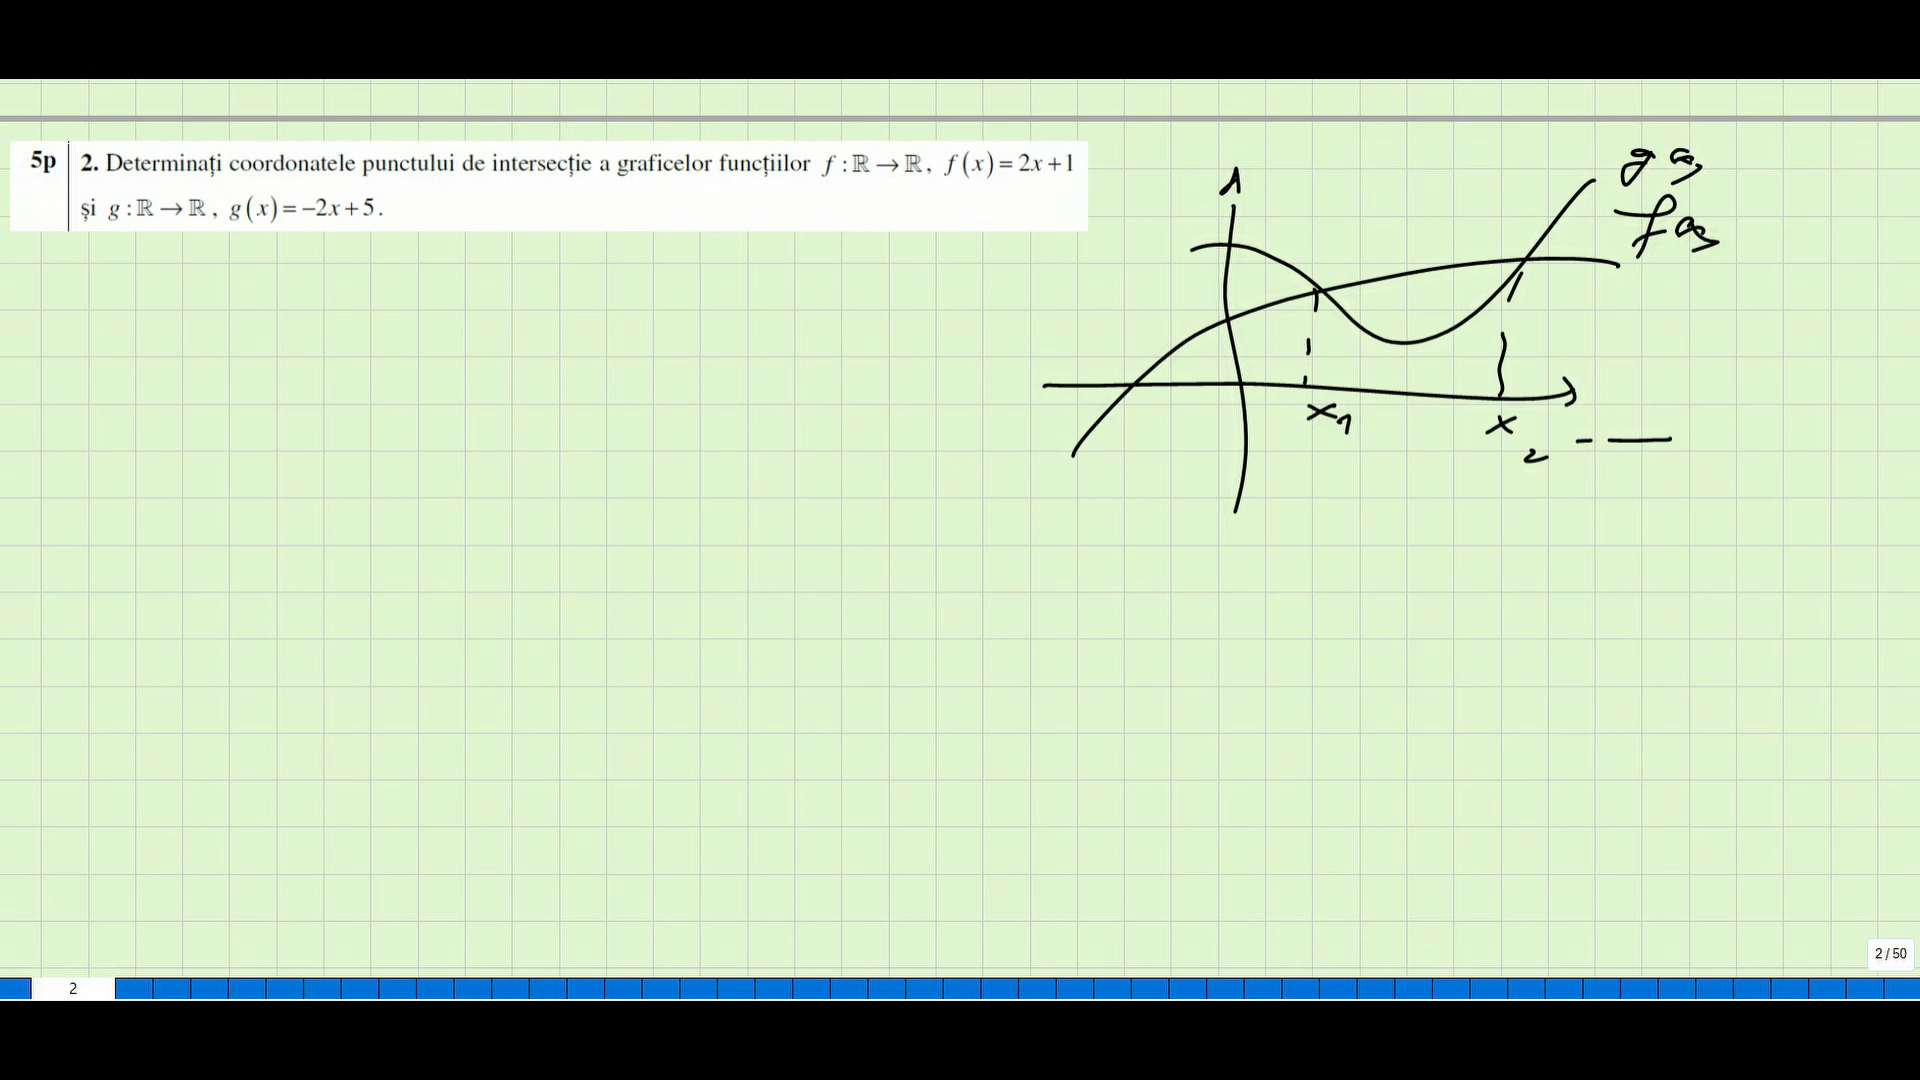 5p 2. Determinați coordonatele punctului de intersecție a graficelor funcțiilor f : ℝ → ℝ, f(x) = 2x + 1
și g : ℝ → ℝ, g(x) = −2x + 5.
g(x)
f(x)
x₁
x₂
2 / 50
2